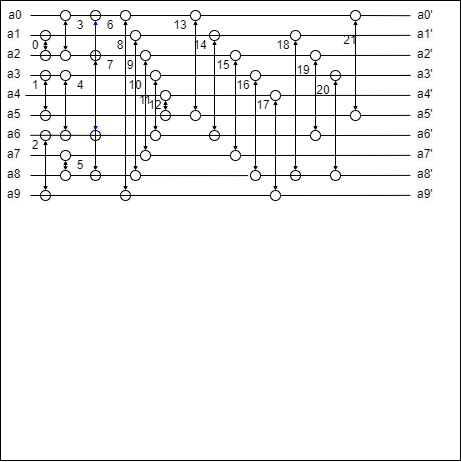 a0 3 6 13 a0'
a1 0 8 14 18 21 a1'
a2 7 9 15 19 a2'
a3 1 4 10 16 20 a3'
a4 11 12 17 a4'
a5' 
a6 2 a6'
a7 5 a7'
a8 a8'
a9 a9'